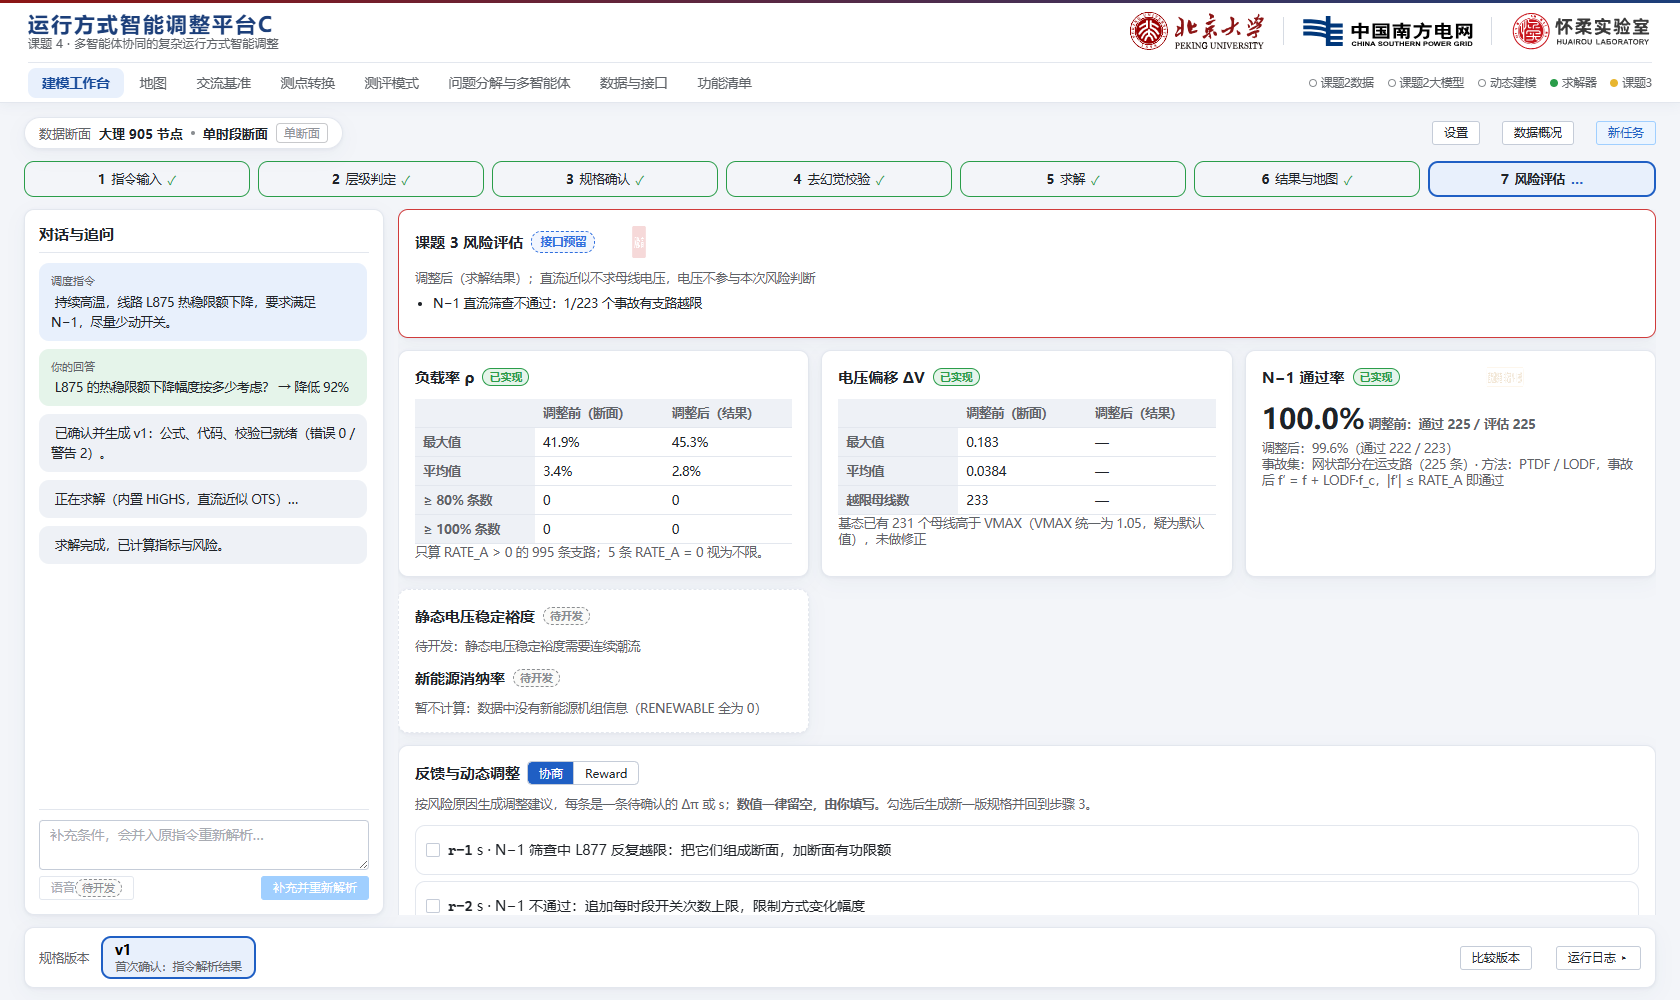 运行方式智能调整平台C
课题 4 · 多智能体协同的复杂运行方式智能调整
北京大学
PEKING UNIVERSITY
中国南方电网
CHINA SOUTHERN POWER GRID
怀柔实验室
HUAIROU LABORATORY
建模工作台 地图 交流基准 测点转换 测评模式 问题分解与多智能体 数据与接口 功能清单
课题2数据 课题2大模型 动态建模 求解器 课题3
数据断面 大理 905 节点 • 单时段断面 单断面
设置 数据概况 新任务
1 指令输入 ✓ 2 层级判定 ✓ 3 规格确认 ✓ 4 去幻觉校验 ✓ 5 求解 ✓ 6 结果与地图 ✓ 7 风险评估 …
对话与追问
调度指令
持续高温，线路 L875 热稳限额下降，要求满足
N−1，尽量少动开关。
你的回答
L875 的热稳限额下降幅度按多少考虑？ → 降低 92%
已确认并生成 v1：公式、代码、校验已就绪（错误 0 /
警告 2）。
正在求解（内置 HiGHS，直流近似 OTS）…
求解完成，已计算指标与风险。
补充条件，会并入原指令重新解析…
语音 待开发 补充并重新解析
课题 3 风险评估 接口预留
调整后（求解结果）；直流近似不求母线电压，电压不参与本次风险判断
• N−1 直流筛查不通过：1/223 个事故有支路越限
负载率 ρ 已实现
调整前（断面） 调整后（结果）
最大值 41.9% 45.3%
平均值 3.4% 2.8%
≥ 80% 条数 0 0
≥ 100% 条数 0 0
只算 RATE_A > 0 的 995 条支路；5 条 RATE_A = 0 视为不限。
电压偏移 ΔV 已实现
调整前（断面） 调整后（结果）
最大值 0.183 —
平均值 0.0384 —
越限母线数 233 —
基态已有 231 个母线高于 VMAX（VMAX 统一为 1.05，疑为默认
值），未做修正
N−1 通过率 已实现
100.0% 调整前：通过 225 / 评估 225
调整后：99.6%（通过 222 / 223）
事故集：网状部分在运支路（225 条）· 方法：PTDF / LODF，事故
后 f′ = f + LODF·f_c，|f′| ≤ RATE_A 即通过
静态电压稳定裕度 待开发
待开发：静态电压稳定裕度需要连续潮流
新能源消纳率 待开发
暂不计算：数据中没有新能源机组信息（RENEWABLE 全为 0）
反馈与动态调整 协商 Reward
按风险原因生成调整建议，每条是一条待确认的 Δπ 或 s；数值一律留空，由你填写。勾选后生成新一版规格并回到步骤 3。
r−1 s · N−1 筛查中 L877 反复越限：把它们组成断面，加断面有功限额
r−2 s · N−1 不通过：追加每时段开关次数上限，限制方式变化幅度
规格版本 v1
首次确认：指令解析结果
比较版本 运行日志 ▸